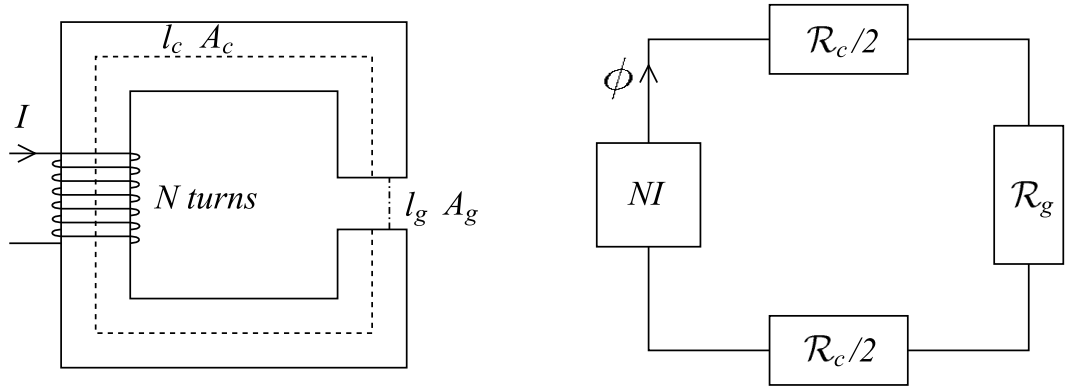 l_c A_c
I
N turns
l_g A_g
ϕ
ℛ_c/2
NI
ℛ_g
ℛ_c/2